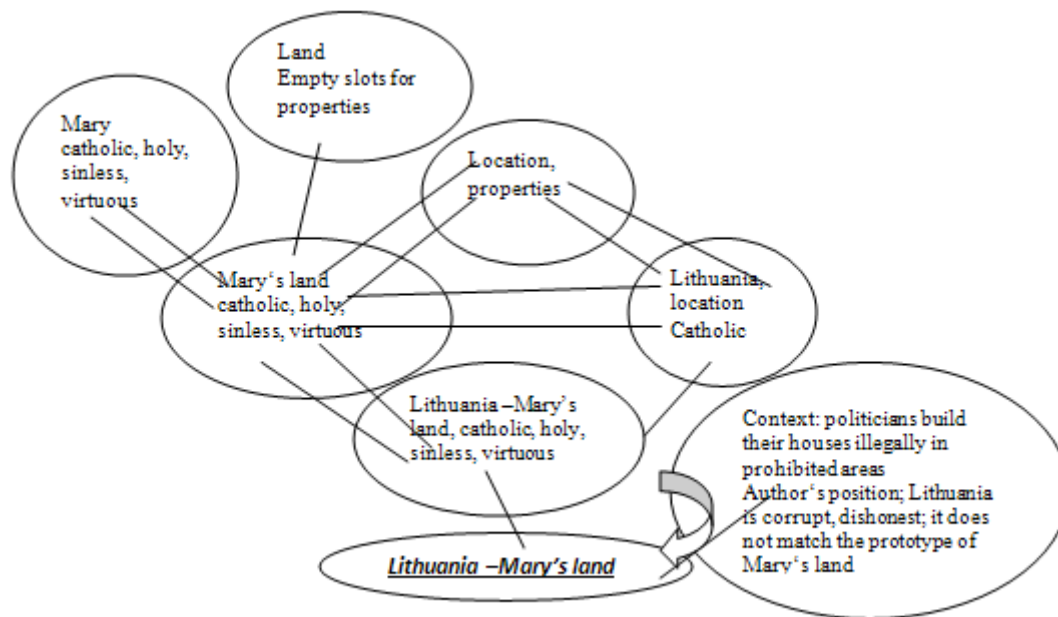 Land
Empty slots for
properties
Mary
catholic, holy,
sinless,
virtuous
Location,
properties
Mary‘s land
catholic, holy,
sinless, virtuous
Lithuania,
location
Catholic
Lithuania –Mary’s
land, catholic, holy,
sinless, virtuous
Context: politicians build
their houses illegally in
prohibited areas
Author‘s position; Lithuania
is corrupt, dishonest; it does
not match the prototype of
Mary‘s land
Lithuania –Mary’s land